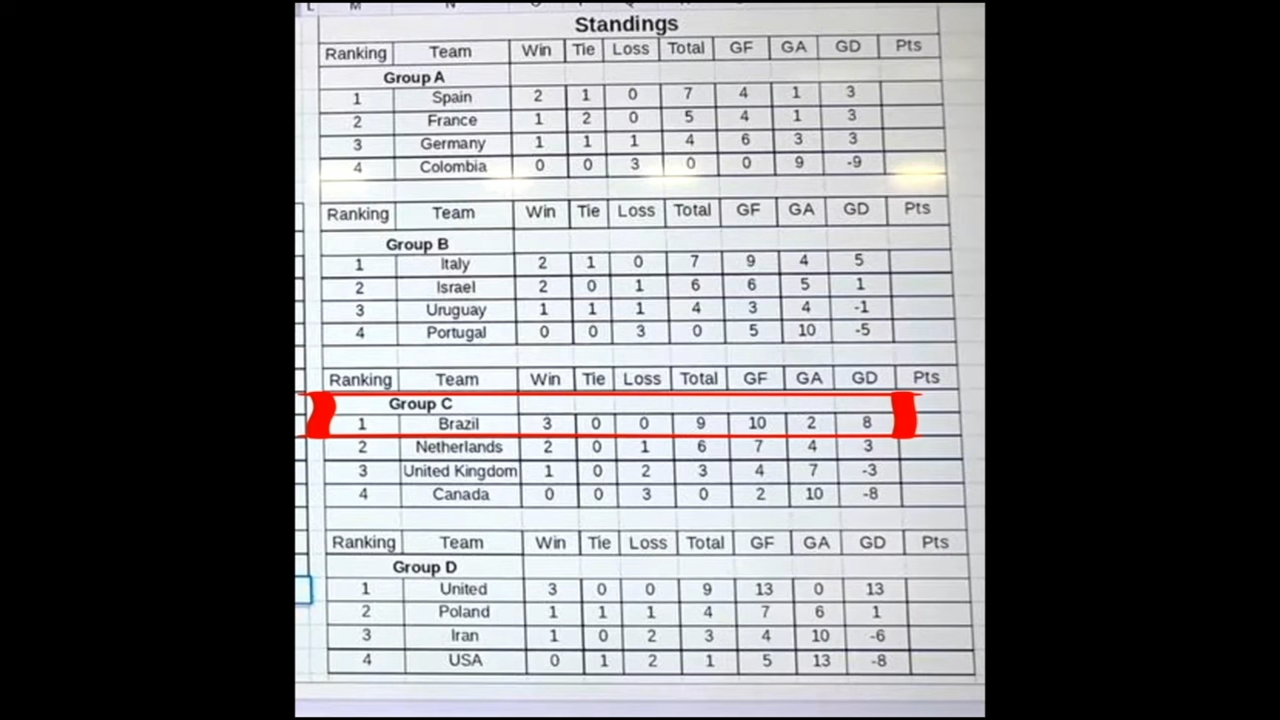 Standings
Ranking Team Win Tie Loss Total GF GA GD Pts
Group A
1 Spain 2 1 0 7 4 1 3
2 France 1 2 0 5 4 1 3
3 Germany 1 1 1 4 6 3 3
4 Colombia 0 0 3 0 0 9 -9
Ranking Team Win Tie Loss Total GF GA GD Pts
Group B
1 Italy 2 1 0 7 9 4 5
2 Israel 2 0 1 6 6 5 1
3 Uruguay 1 1 1 4 3 4 -1
4 Portugal 0 0 3 0 5 10 -5
Ranking Team Win Tie Loss Total GF GA GD Pts
Group C
1 Brazil 3 0 0 9 10 2 8
2 Netherlands 2 0 1 6 7 4 3
3 United Kingdom 1 0 2 3 4 7 -3
4 Canada 0 0 3 0 2 10 -8
Ranking Team Win Tie Loss Total GF GA GD Pts
Group D
1 United 3 0 0 9 13 0 13
2 Poland 1 1 1 4 7 6 1
3 Iran 1 0 2 3 4 10 -6
4 USA 0 1 2 1 5 13 -8